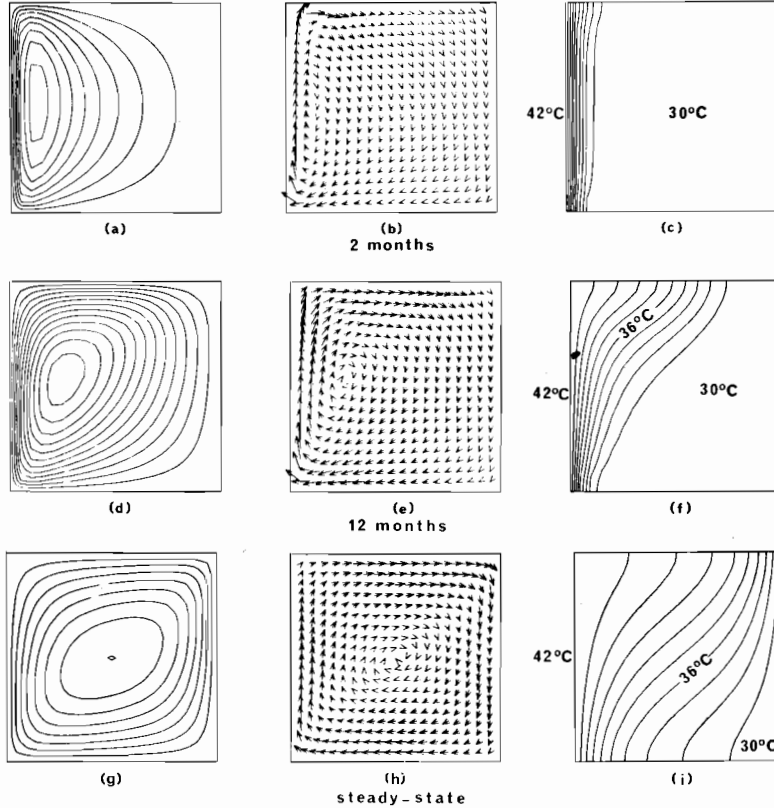 42°C
30°C
(a)
(b)
(c)
2 months
36°C
42°C
30°C
(d)
(e)
(f)
12 months
42°C
36°C
30°C
(g)
(h)
(i)
steady-state